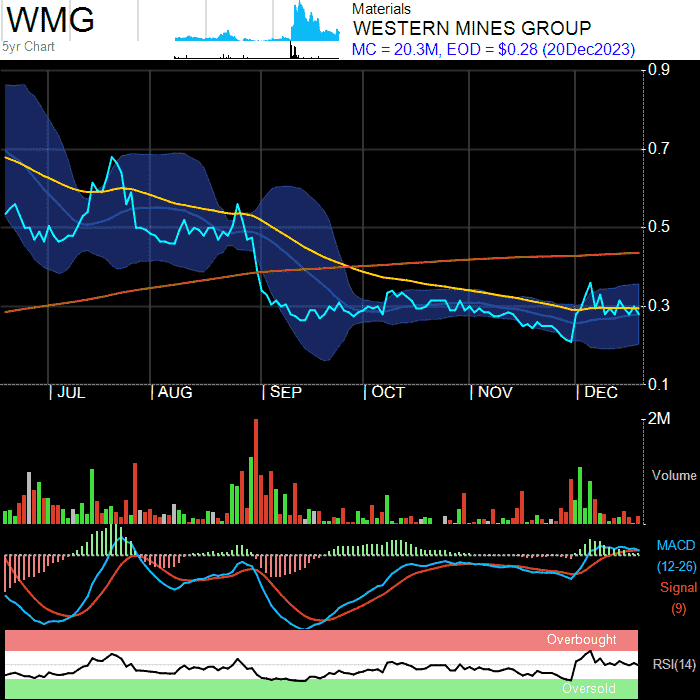 WMG
5yr Chart
Materials
WESTERN MINES GROUP
MC = 20.3M, EOD = $0.28 (20Dec2023)
0.9
0.7
0.5
0.3
0.1
| JUL | AUG | SEP | OCT | NOV | DEC
2M
Volume
MACD
(12-26)
Signal
(9)
Overbought
RSI(14)
Oversold